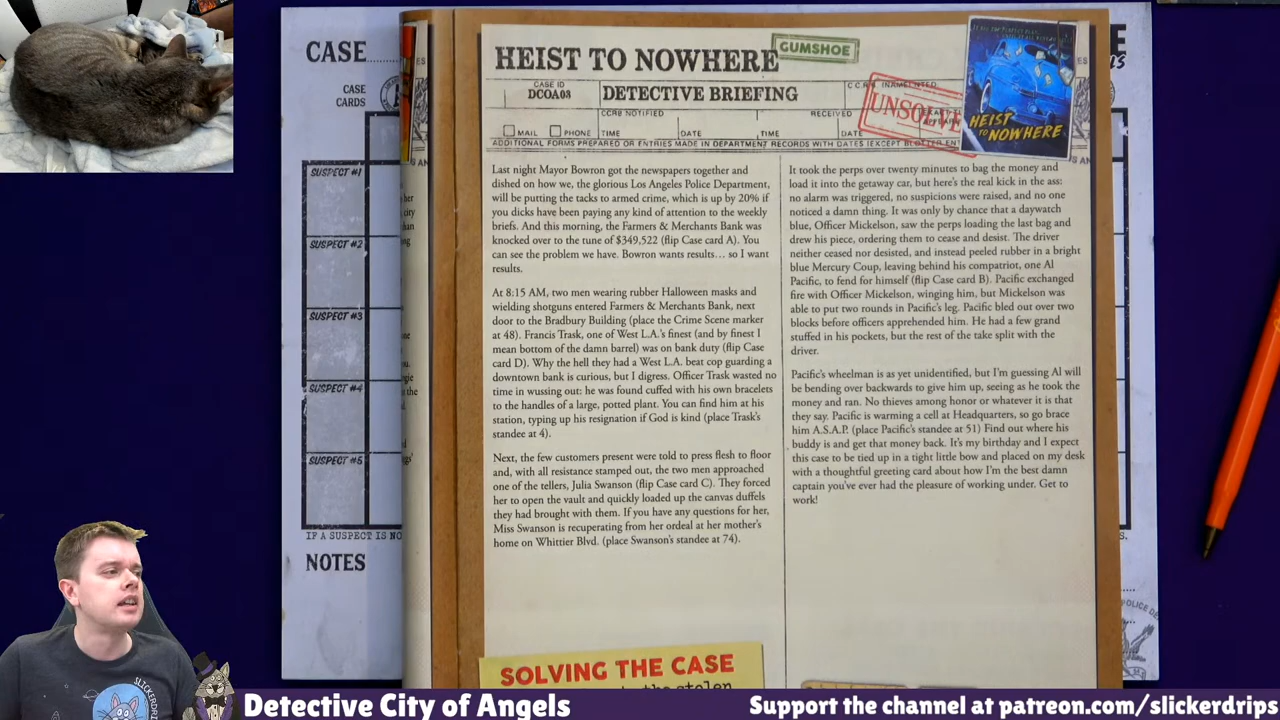 CASE
CASE
CARDS
SUSPECT #1
SUSPECT #2
SUSPECT #3
SUSPECT #4
SUSPECT #5
IF A SUSPECT IS NO
NOTES
HEIST TO NOWHERE
GUMSHOE
CASE ID
DCOA03
DETECTIVE BRIEFING
UNSOLVE
HEIST
TO NOWHERE
CCRB NOTIFIED
RECEIVED
MAIL
PHONE
TIME
DATE
TIME
DATE
ADDITIONAL FORMS PREPARED OR ENTRIES MADE IN DEPARTMENT RECORDS WITH DATES (EXCEPT BLOTTER ENT
Last night Mayor Bowron got the newspapers together and
dished on how we, the glorious Los Angeles Police Department,
will be putting the tacks to armed crime, which is up by 20% if
you dicks have been paying any kind of attention to the weekly
briefs. And this morning, the Farmers & Merchants Bank was
knocked over to the tune of $349,522 (flip Case card A). You
can see the problem we have. Bowron wants results… so I want
results.
At 8:15 AM, two men wearing rubber Halloween masks and
wielding shotguns entered Farmers & Merchants Bank, next
door to the Bradbury Building (place the Crime Scene marker
at 48). Francis Trask, one of West L.A.'s finest (and by finest I
mean bottom of the damn barrel) was on bank duty (flip Case
card D). Why the hell they had a West L.A. beat cop guarding a
downtown bank is curious, but I digress. Officer Trask wasted no
time in wussing out: he was found cuffed with his own bracelets
to the handles of a large, potted plant. You can find him at his
station, typing up his resignation if God is kind (place Trask's
standee at 4).
Next, the few customers present were told to press flesh to floor
and, with all resistance stamped out, the two men approached
one of the tellers, Julia Swanson (flip Case card C). They forced
her to open the vault and quickly loaded up the canvas duffels
they had brought with them. If you have any questions for her,
Miss Swanson is recuperating from her ordeal at her mother's
home on Whittier Blvd. (place Swanson's standee at 74).
It took the perps over twenty minutes to bag the money and
load it into the getaway car, but here's the real kick in the ass:
no alarm was triggered, no suspicions were raised, and no one
noticed a damn thing. It was only by chance that a daywatch
blue, Officer Mickelson, saw the perps loading the last bag and
drew his piece, ordering them to cease and desist. The driver
neither ceased nor desisted, and instead peeled rubber in a bright
blue Mercury Coup, leaving behind his compatriot, one Al
Pacific, to fend for himself (flip Case card B). Pacific exchanged
fire with Officer Mickelson, winging him, but Mickelson was
able to put two rounds in Pacific's leg. Pacific bled out over two
blocks before officers apprehended him. He had a few grand
stuffed in his pockets, but the rest of the take split with the
driver.
Pacific's wheelman is as yet unidentified, but I'm guessing Al will
be bending over backwards to give him up, seeing as he took the
money and ran. No thieves among honor or whatever it is that
they say. Pacific is warming a cell at Headquarters, so go brace
him A.S.A.P. (place Pacific's standee at 51) Find out where his
buddy is and get that money back. It's my birthday and I expect
this case to be tied up in a tight little bow and placed on my desk
with a thoughtful greeting card about how I'm the best damn
captain you've ever had the pleasure of working under. Get to
work!
SOLVING THE CASE
the stolen
SLICKERDRIPS
Detective City of Angels
Support the channel at patreon.com/slickerdrips